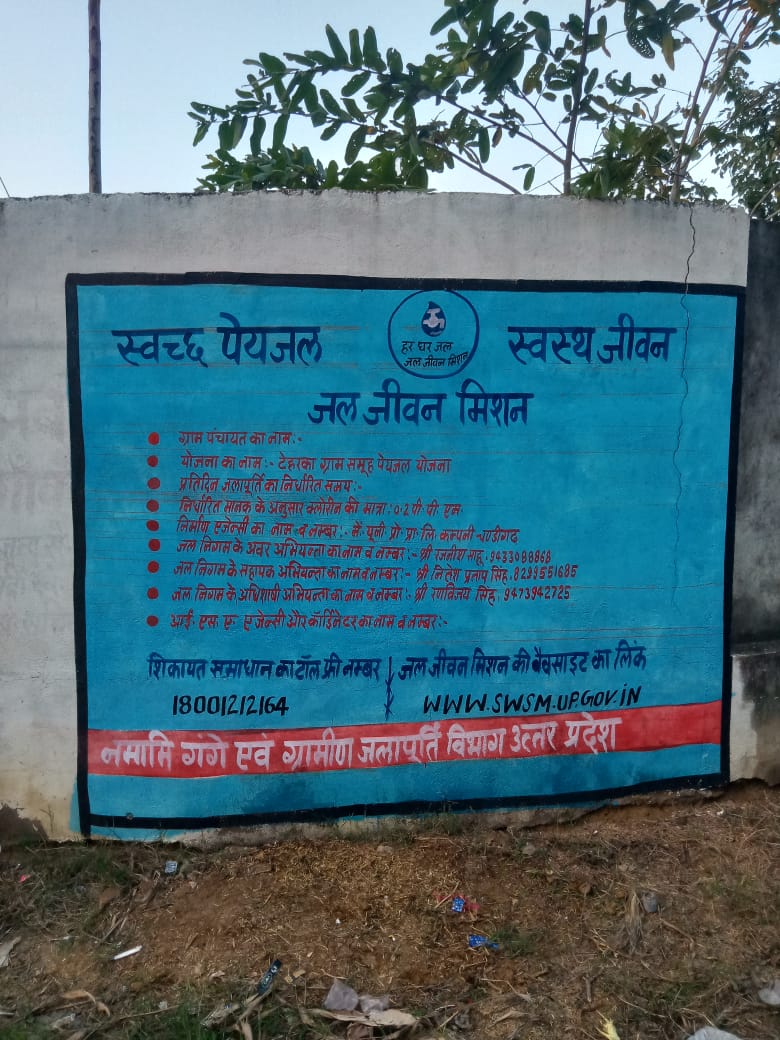 स्वच्छ पेयजल
हर घर जल
जल जीवन मिशन
स्वस्थ जीवन
जल जीवन मिशन
ग्राम पंचायत का नाम:-
योजना का नाम:- टेहरका ग्राम समूह पेयजल योजना
प्रतिदिन जलापूर्ति का निर्धारित समय:-
निर्धारित मानक के अनुसार क्लोरीन की मात्रा:0.2 पी पी एम
निर्माण एजेन्सी का नाम व नम्बर:- मे. यूनी प्रो प्रा लि कम्पनी चण्डीगढ
जल निगम के अवर अभियन्ता का नाम व नम्बर:- श्री रजनीश साहू.9433088868
जल निगम के सहायक अभियन्ता का नाम व नम्बर:- श्री नितेश प्रताप सिंह.8299551685
जल निगम के अधिशाषी अभियन्ता का नाम व नम्बर:- श्री रणविजय सिंह, 9473942725
आई. एस. ए. एजेन्सी और कॉर्डिनेटर का नाम व नम्बर:-
शिकायत समाधान का टॉल फ्री नम्बर
18001212164
जल जीवन मिशन की बैवसाइट का लिंक
WWW.SWSM.UP.GOV.iN
नमामि गंगे एवं ग्रामीण जलापूर्ति विभाग उत्तर प्रदेश